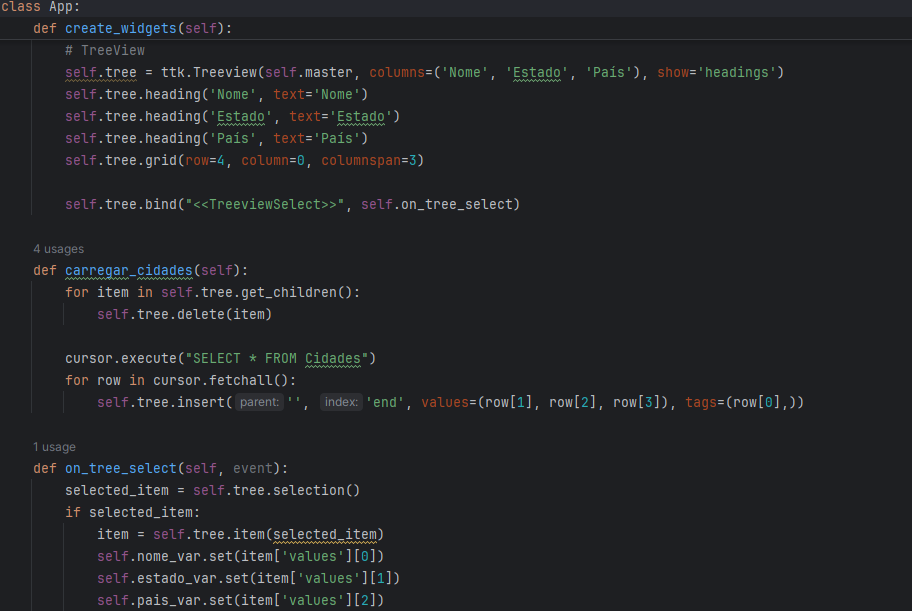 class App:
    def create_widgets(self):
        # TreeView
        self.tree = ttk.Treeview(self.master, columns=('Nome', 'Estado', 'País'), show='headings')
        self.tree.heading('Nome', text='Nome')
        self.tree.heading('Estado', text='Estado')
        self.tree.heading('País', text='País')
        self.tree.grid(row=4, column=0, columnspan=3)
        self.tree.bind("<<TreeviewSelect>>", self.on_tree_select)
    4 usages
    def carregar_cidades(self):
        for item in self.tree.get_children():
            self.tree.delete(item)
        cursor.execute("SELECT * FROM Cidades")
        for row in cursor.fetchall():
            self.tree.insert( parent: '', index: 'end', values=(row[1], row[2], row[3]), tags=(row[0],))
    1 usage
    def on_tree_select(self, event):
        selected_item = self.tree.selection()
        if selected_item:
            item = self.tree.item(selected_item)
            self.nome_var.set(item['values'][0])
            self.estado_var.set(item['values'][1])
            self.pais_var.set(item['values'][2])